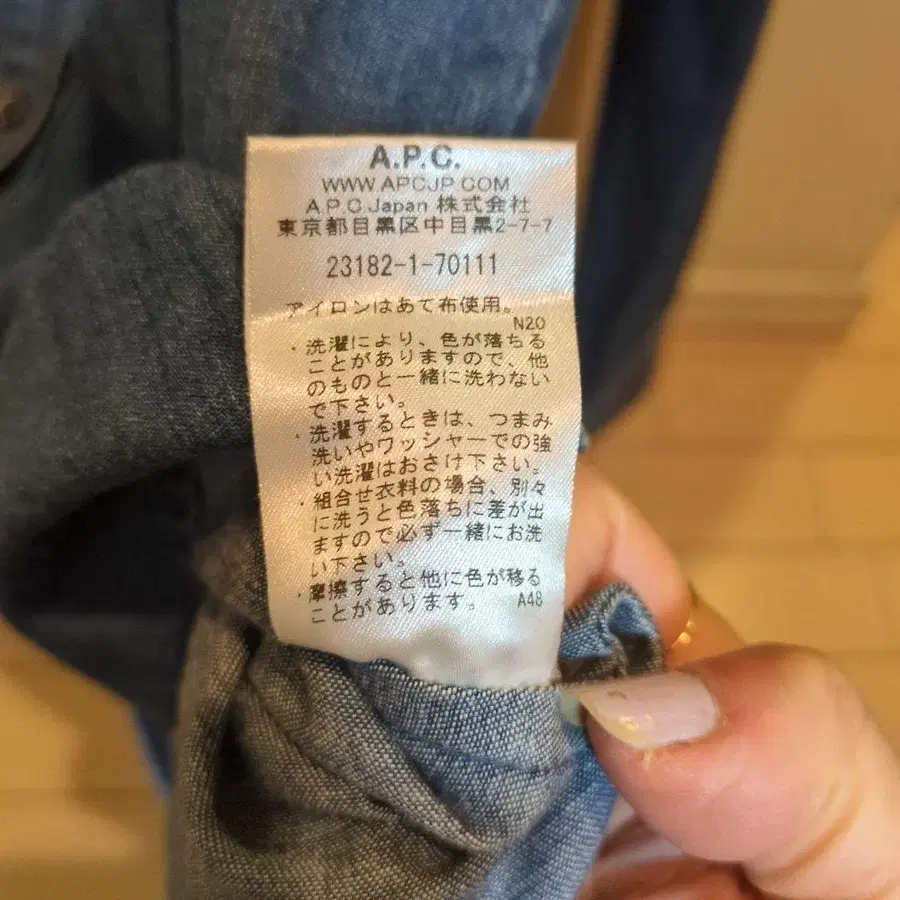 A.P.C.
WWW.APCJP.COM
A.P.C.Japan 株式会社
東京都目黒区中目黒2-7-7
23182-1-70111
アイロンはあて布使用。
N20
・洗濯により、色が落ちる
ことがありますので、他
のものと一緒に洗わない
で下さい。
・洗濯するときは、つまみ
洗いやワッシャーでの強
い洗濯はおさけ下さい。
・組合せ衣料の場合、別々
に洗うと色落ちに差が出
ますので必ず一緒にお洗
い下さい。
・摩擦すると他に色が移る
ことがあります。 A48